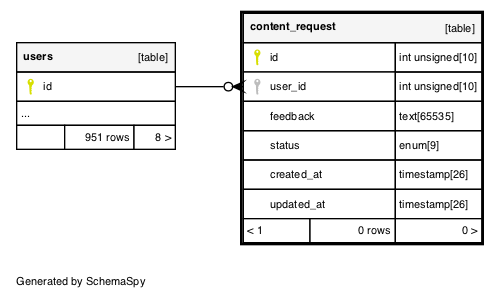 users [table]
id
...
951 rows 8 >
content_request [table]
id int unsigned[10]
user_id int unsigned[10]
feedback text[65535]
status enum[9]
created_at timestamp[26]
updated_at timestamp[26]
< 1 0 rows 0 >
Generated by SchemaSpy